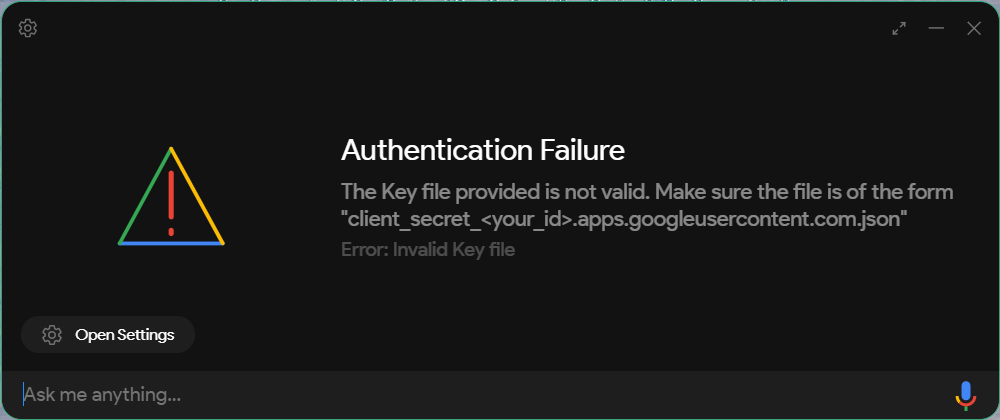 Authentication Failure
The Key file provided is not valid. Make sure the file is of the form
"client_secret_<your_id>.apps.googleusercontent.com.json"
Error: Invalid Key file
Open Settings
Ask me anything...